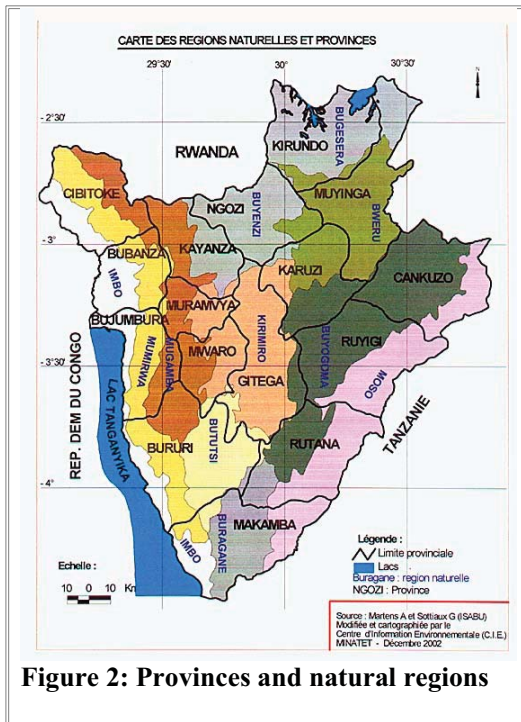 CARTE DES REGIONS NATURELLES ET PROVINCES
29°30' 30° 30°30'
- 2°30'
RWANDA
KIRUNDO
BUGESERA
CIBITOKE
NGOZI
BUYENZI
MUYINGA
BWERU
- 3°
BUBANZA
KAYANZA
KARUZI
CANKUZO
IMBO
MURAMVYA
BUJUMBURA
KIRIMIRO
BUYOGOMA
RUYIGI
MUMIRWA
MUGAMBA
MWARO
- 3°30'
GITEGA
MOSO
REP. DEM DU CONGO
LAC TANGANYIKA
BUTUTSI
BURURI
RUTANA
TANZANIE
- 4°
BURAGANE
MAKAMBA
IMBO
Echelle :
10 0 10 Km
Légende :
Limite provinciale
Lacs
Buragane : region naturelle
NGOZI : Province
Source : Martens A et Sottiaux G (ISABU)
Modifiée et cartographiée par le
Centre d'Information Environnementale (C.I.E.)
MINATET - Décembre 2002
Figure 2: Provinces and natural regions